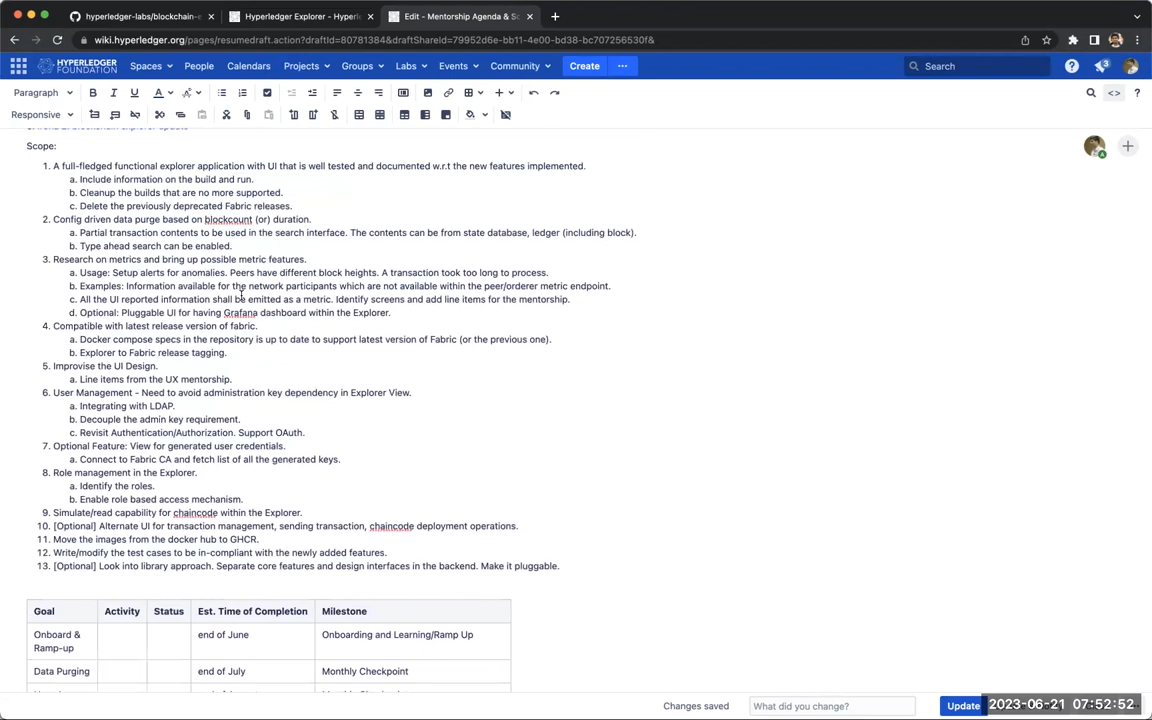 hyperledger-labs/blockchain-e
Hyperledger Explorer - Hyperle
Edit - Mentorship Agenda & Sc
wiki.hyperledger.org/pages/resumedraft.action?draftId=80781384&draftShareId=79952d6e-bb11-4e00-bd38-bc707256530f&
HYPERLEDGER FOUNDATION Spaces People Calendars Projects Groups Labs Events Community Create ... Search 3
Paragraph B I U A
Responsive
Scope:
1. A full-fledged functional explorer application with UI that is well tested and documented w.r.t the new features implemented.
a. Include information on the build and run.
b. Cleanup the builds that are no more supported.
c. Delete the previously deprecated Fabric releases.
2. Config driven data purge based on blockcount (or) duration.
a. Partial transaction contents to be used in the search interface. The contents can be from state database, ledger (including block).
b. Type ahead search can be enabled.
3. Research on metrics and bring up possible metric features.
a. Usage: Setup alerts for anomalies. Peers have different block heights. A transaction took too long to process.
b. Examples: Information available for the network participants which are not available within the peer/orderer metric endpoint.
c. All the UI reported information shall be emitted as a metric. Identify screens and add line items for the mentorship.
d. Optional: Pluggable UI for having Grafana dashboard within the Explorer.
4. Compatible with latest release version of fabric.
a. Docker compose specs in the repository is up to date to support latest version of Fabric (or the previous one).
b. Explorer to Fabric release tagging.
5. Improvise the UI Design.
a. Line items from the UX mentorship.
6. User Management - Need to avoid administration key dependency in Explorer View.
a. Integrating with LDAP.
b. Decouple the admin key requirement.
c. Revisit Authentication/Authorization. Support OAuth.
7. Optional Feature: View for generated user credentials.
a. Connect to Fabric CA and fetch list of all the generated keys.
8. Role management in the Explorer.
a. Identify the roles.
b. Enable role based access mechanism.
9. Simulate/read capability for chaincode within the Explorer.
10. [Optional] Alternate UI for transaction management, sending transaction, chaincode deployment operations.
11. Move the images from the docker hub to GHCR.
12. Write/modify the test cases to be in-compliant with the newly added features.
13. [Optional] Look into library approach. Separate core features and design interfaces in the backend. Make it pluggable.
Goal Activity Status Est. Time of Completion Milestone
Onboard & Ramp-up end of June Onboarding and Learning/Ramp Up
Data Purging end of July Monthly Checkpoint
Changes saved What did you change? Update
2023-06-21 07:52:52